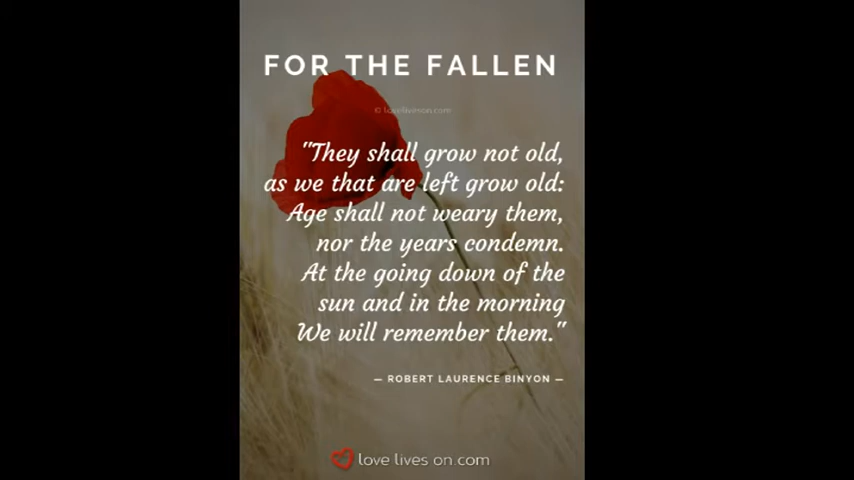 FOR THE FALLEN
© loveliveson.com
"They shall grow not old,
as we that are left grow old:
Age shall not weary them,
nor the years condemn.
At the going down of the
sun and in the morning
We will remember them."
— ROBERT LAURENCE BINYON —
love lives on.com